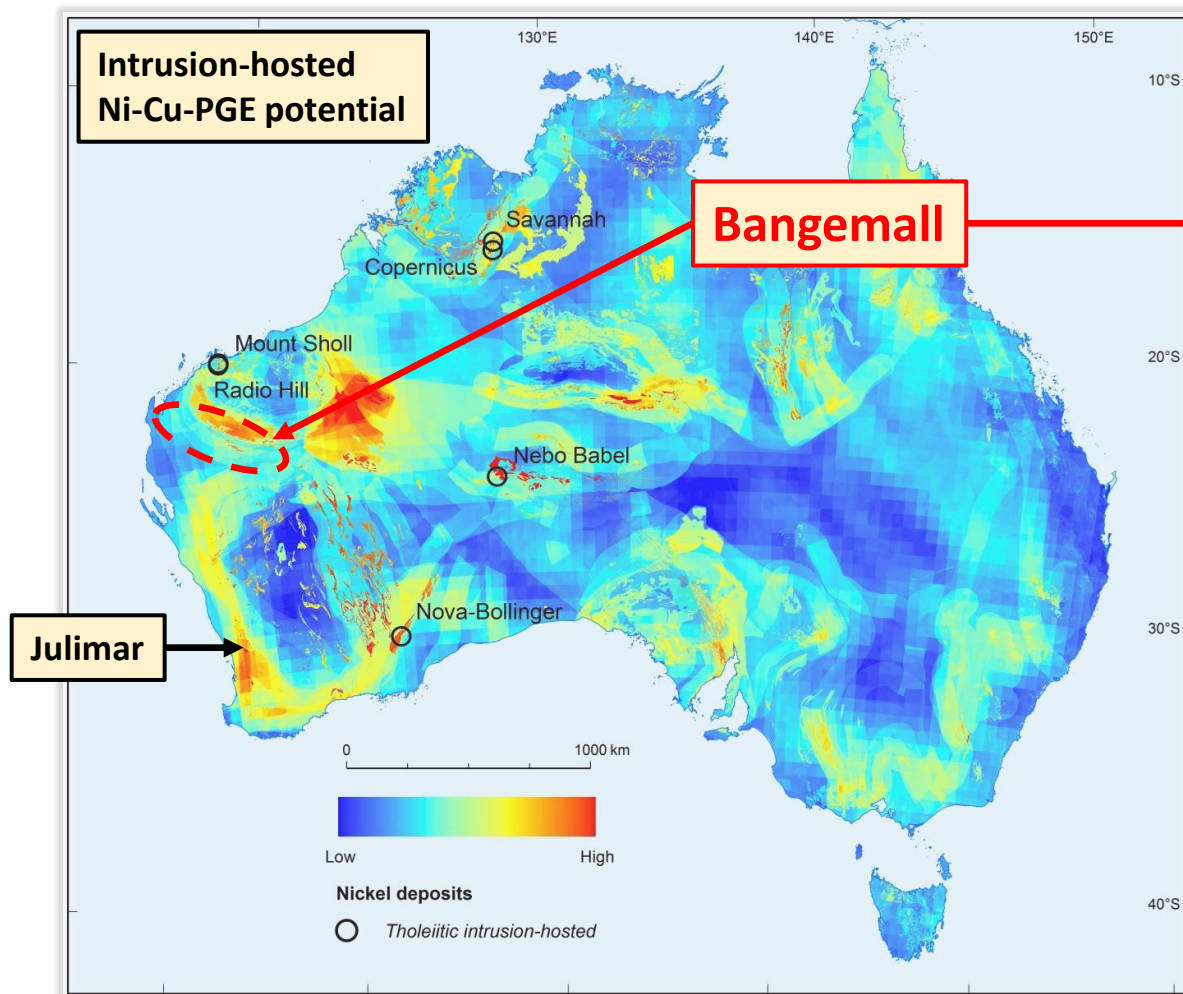 Intrusion-hosted
Ni-Cu-PGE potential
130°E
140°E
150°E
10°S
Bangemall
Savannah
Copernicus
Mount Sholl
Radio Hill
20°S
Nebo Babel
Nova-Bollinger
Julimar
30°S
0
1000 km
Low
High
Nickel deposits
Tholeiitic intrusion-hosted
40°S